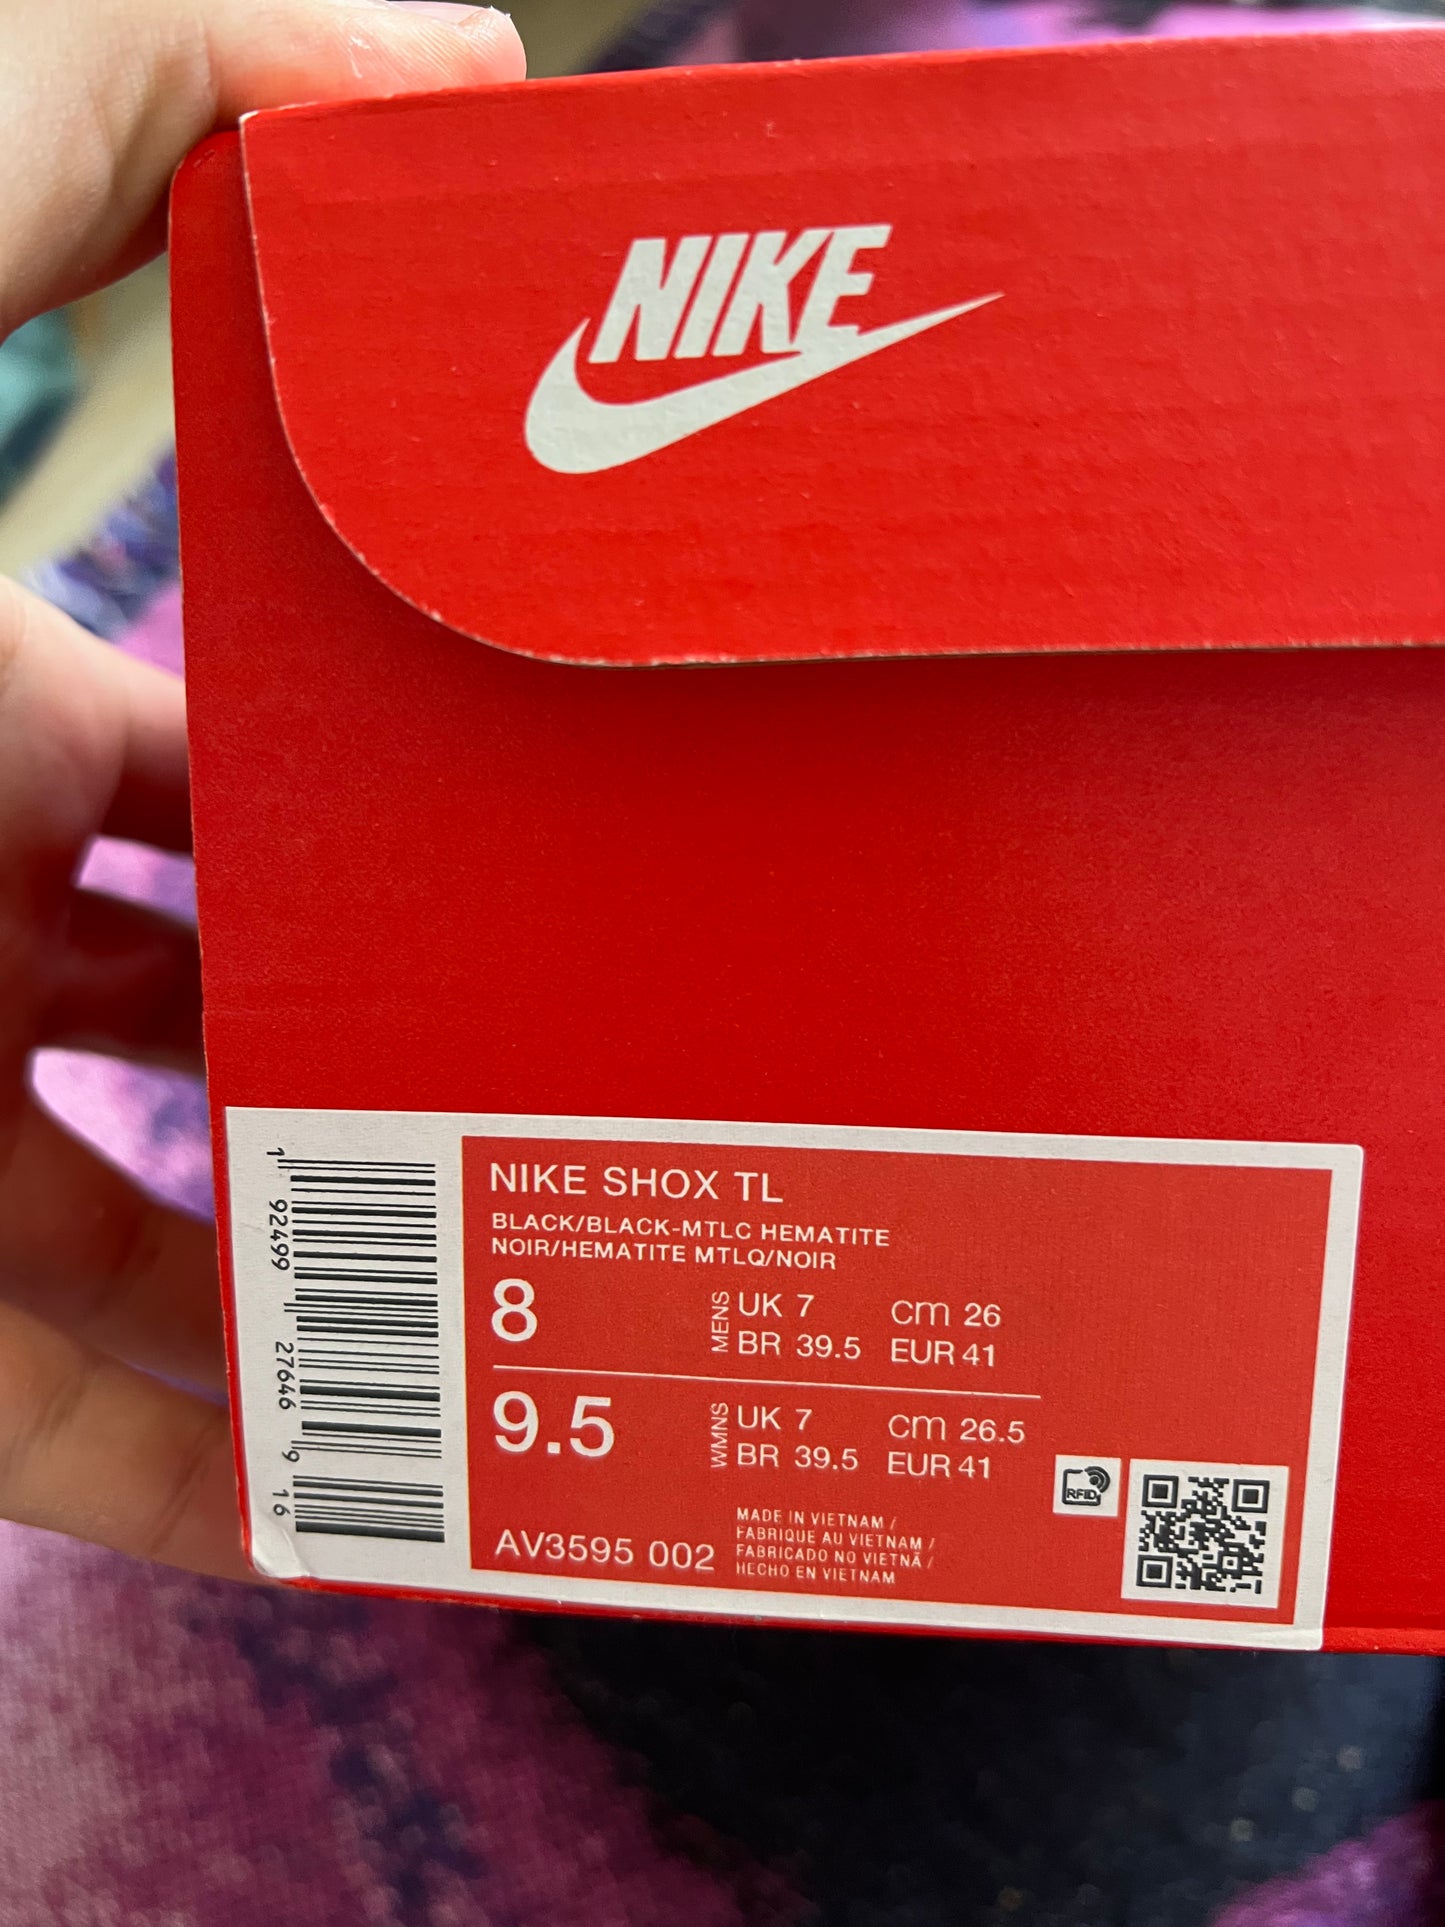 NIKE
1 92499 27646 9 16
NIKE SHOX TL
BLACK/BLACK-MTLC HEMATITE
NOIR/HEMATITE MTLQ/NOIR
8 MENS UK 7 cm 26
BR 39.5 EUR 41
9.5 WMNS UK 7 cm 26.5
BR 39.5 EUR 41
AV3595 002
MADE IN VIETNAM /
FABRIQUE AU VIETNAM /
FABRICADO NO VIETNÃ /
HECHO EN VIETNAM
RFID